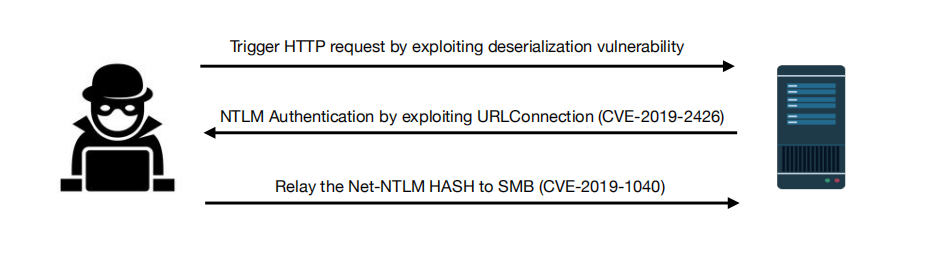 Trigger HTTP request by exploiting deserialization vulnerability
NTLM Authentication by exploiting URLConnection (CVE-2019-2426)
Relay the Net-NTLM HASH to SMB (CVE-2019-1040)